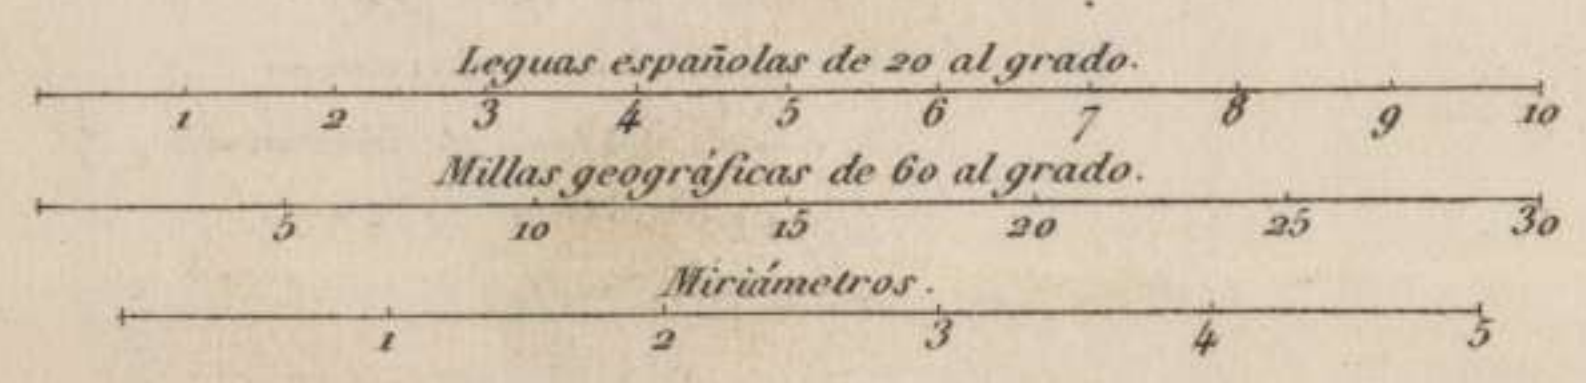 Leguas españolas de 20 al grado.
1 2 3 4 5 6 7 8 9 10
Millas geográficas de 60 al grado.
5 10 15 20 25 30
Miriámetros.
1 2 3 4 5